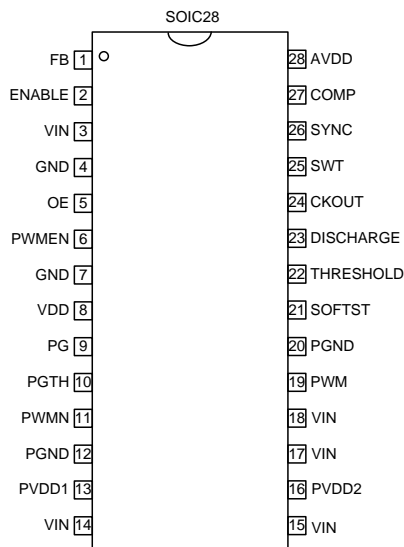 SOIC28
FB 1 28 AVDD
ENABLE 2 27 COMP
VIN 3 26 SYNC
GND 4 25 SWT
OE 5 24 CKOUT
PWMEN 6 23 DISCHARGE
GND 7 22 THRESHOLD
VDD 8 21 SOFTST
PG 9 20 PGND
PGTH 10 19 PWM
PWMN 11 18 VIN
PGND 12 17 VIN
PVDD1 13 16 PVDD2
VIN 14 15 VIN